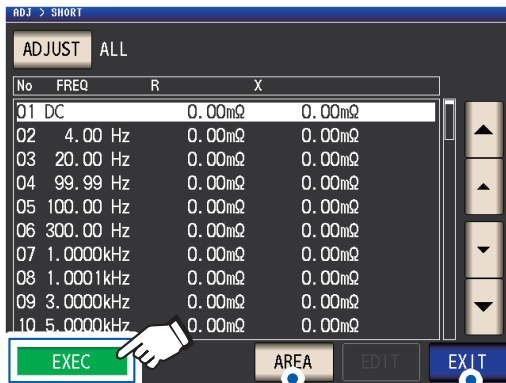 ADJ > SHORT
ADJUST ALL
No FREQ R X
01 DC 0.00mΩ 0.00mΩ
02 4.00 Hz 0.00mΩ 0.00mΩ
03 20.00 Hz 0.00mΩ 0.00mΩ
04 99.99 Hz 0.00mΩ 0.00mΩ
05 100.00 Hz 0.00mΩ 0.00mΩ
06 300.00 Hz 0.00mΩ 0.00mΩ
07 1.0000kHz 0.00mΩ 0.00mΩ
08 1.0001kHz 0.00mΩ 0.00mΩ
09 3.0000kHz 0.00mΩ 0.00mΩ
10 5.0000kHz 0.00mΩ 0.00mΩ
EXEC AREA EDIT EXIT